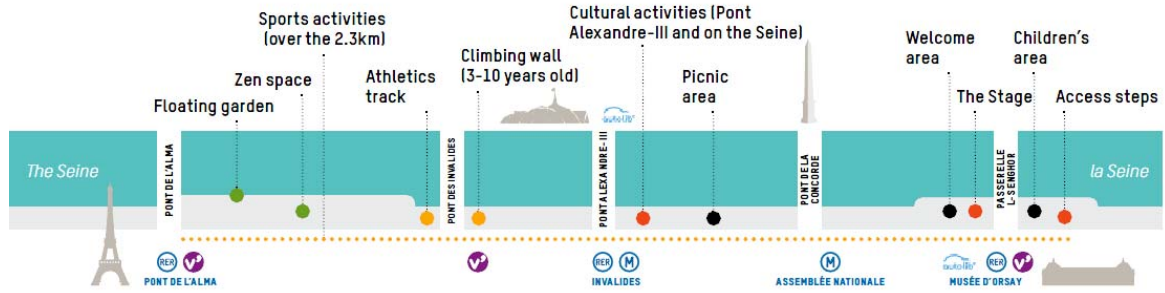 Sports activities
(over the 2.3km)
Cultural activities (Pont
Alexandre-III and on the Seine)
Zen space
Floating garden
Athletics
track
Climbing wall
(3-10 years old)
Picnic
area
Welcome
area
Children's
area
The Stage
Access steps
autolib'
The Seine
PONT DE L'ALMA
PONT DES INVALIDES
PONT ALEXANDRE-III
PONT DE LA
CONCORDE
PASSERELLE
L-SENGHOR
la Seine
RER
V
PONT DE L'ALMA
V
RER
M
INVALIDES
M
ASSEMBLÉE NATIONALE
autolib'
RER
V
MUSÉE D'ORSAY